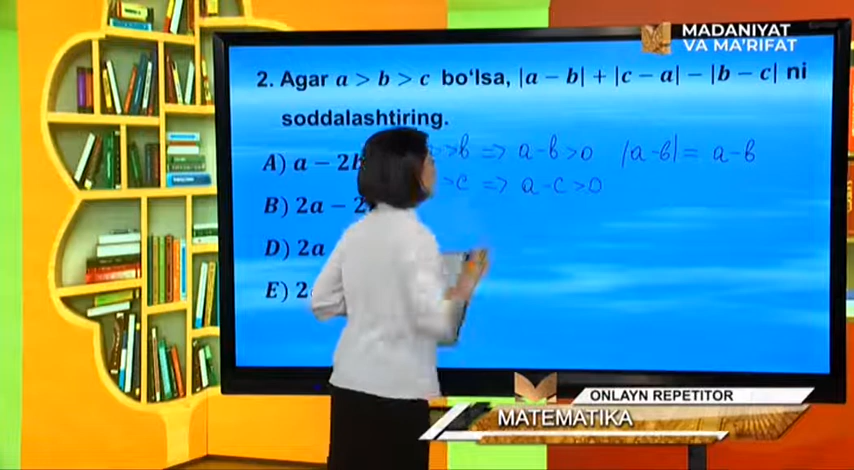 MADANIYAT
VA MA'RIFAT
2. Agar a > b > c bo'lsa, |a − b| + |c − a| − |b − c| ni
soddalashtiring.
>b => a-b>0 |a-b| = a-b
>c => a-c>0
A) a − 2b
B) 2a − 2
D) 2a
E) 2
ONLAYN REPETITOR
MATEMATIKA